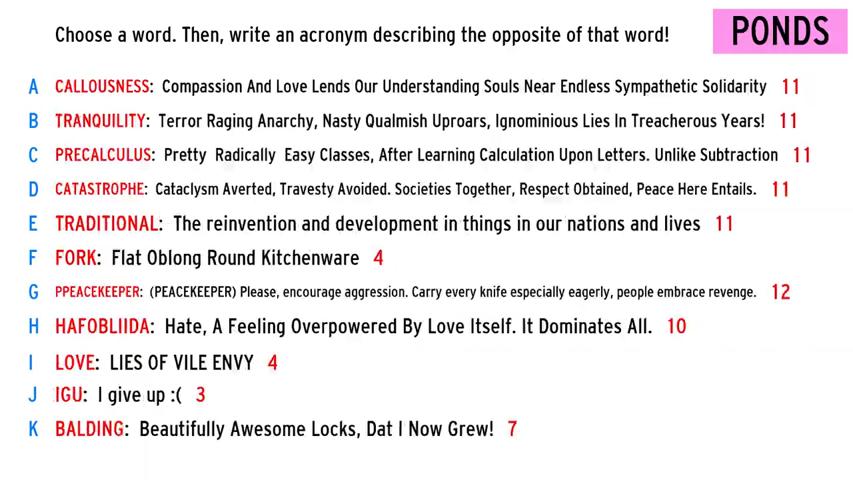 Choose a word. Then, write an acronym describing the opposite of that word!
PONDS
A CALLOUSNESS: Compassion And Love Lends Our Understanding Souls Near Endless Sympathetic Solidarity 11
B TRANQUILITY: Terror Raging Anarchy, Nasty Qualmish Uproars, Ignominious Lies In Treacherous Years! 11
C PRECALCULUS: Pretty Radically Easy Classes, After Learning Calculation Upon Letters. Unlike Subtraction 11
D CATASTROPHE: Cataclysm Averted, Travesty Avoided. Societies Together, Respect Obtained, Peace Here Entails. 11
E TRADITIONAL: The reinvention and development in things in our nations and lives 11
F FORK: Flat Oblong Round Kitchenware 4
G PPEACEKEEPER: (PEACEKEEPER) Please, encourage aggression. Carry every knife especially eagerly, people embrace revenge. 12
H HAFOBLIIDA: Hate, A Feeling Overpowered By Love Itself. It Dominates All. 10
I LOVE: LIES OF VILE ENVY 4
J IGU: I give up :( 3
K BALDING: Beautifully Awesome Locks, Dat I Now Grew! 7